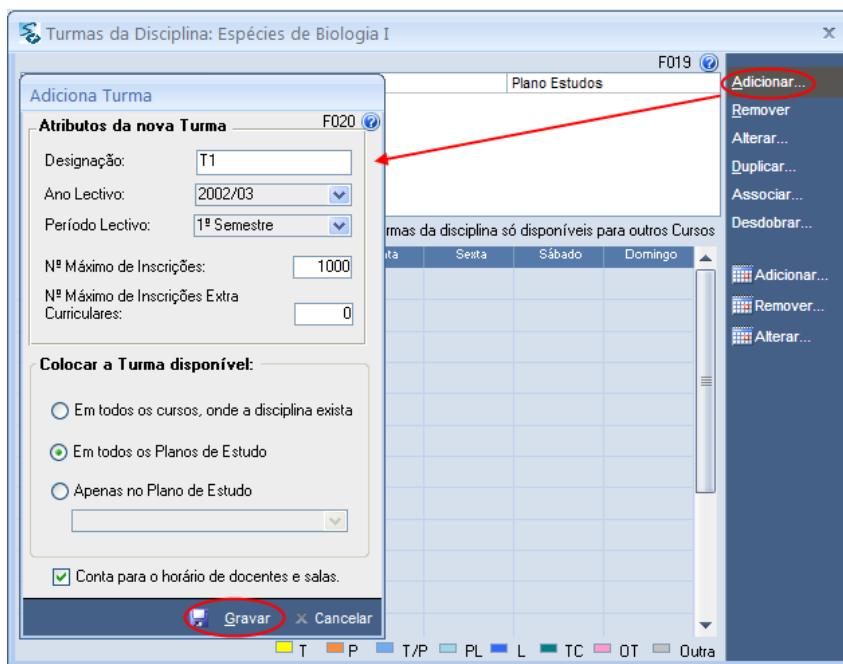 Turmas da Disciplina: Espécies de Biologia I
F019
Plano Estudos
Adiciona Turma
Atributos da nova Turma
F020
Designação: T1
Ano Lectivo: 2002/03
Período Lectivo: 1º Semestre
Nº Máximo de Inscrições: 1000
Nº Máximo de Inscrições Extra
Curriculares: 0
Colocar a Turma disponível:
Em todos os cursos, onde a disciplina exista
Em todos os Planos de Estudo
Apenas no Plano de Estudo
Conta para o horário de docentes e salas.
Gravar
Cancelar
da disciplina só disponíveis para outros Cursos
Sexta Sábado Domingo
T P T/P PL L TC OT Outra
Adicionar...
Remover
Alterar...
Duplicar...
Associar...
Desdobrar...
Adicionar...
Remover...
Alterar...